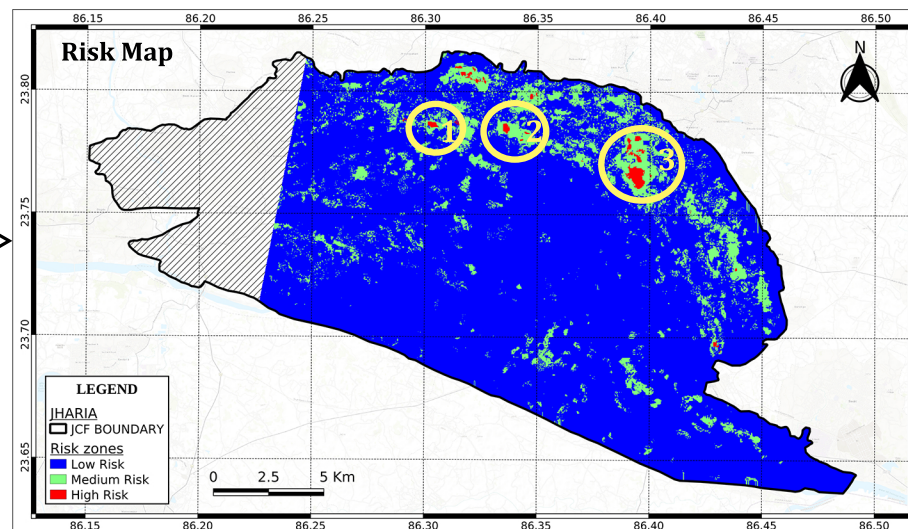 86.15 86.20 86.25 86.30 86.35 86.40 86.45 86.50
Risk Map
N
23.80
1
2
3
23.75
23.70
23.65
LEGEND
JHARIA
JCF BOUNDARY
Risk zones
Low Risk
Medium Risk
High Risk
0 2.5 5 Km
86.15 86.20 86.25 86.30 86.35 86.40 86.45 86.50